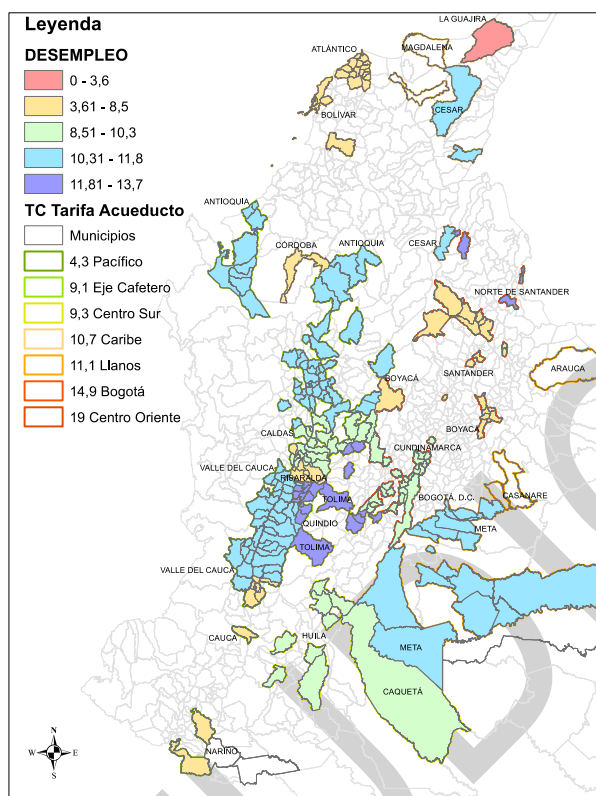 Leyenda
DESEMPLEO
0 - 3,6
3,61 - 8,5
8,51 - 10,3
10,31 - 11,8
11,81 - 13,7
TC Tarifa Acueducto
Municipios
4,3 Pacífico
9,1 Eje Cafetero
9,3 Centro Sur
10,7 Caribe
11,1 Llanos
14,9 Bogotá
19 Centro Oriente
LA GUAJIRA
ATLÁNTICO
MAGDALENA
CESAR
BOLÍVAR
ANTIOQUIA
CÓRDOBA
ANTIOQUIA
CESAR
NORTE DE SANTANDER
ARAUCA
SANTANDER
BOYACÁ
BOYACA
CALDAS
CUNDINAMARCA
VALLE DEL CAUCA
RISARALDA
TOLIMA
BOGOTÁ, D.C.
CASANARE
QUINDIO
META
TOLIMA
VALLE DEL CAUCA
CAUCA
HUILA
META
CAQUETÁ
NARIÑO
N
W
E
S